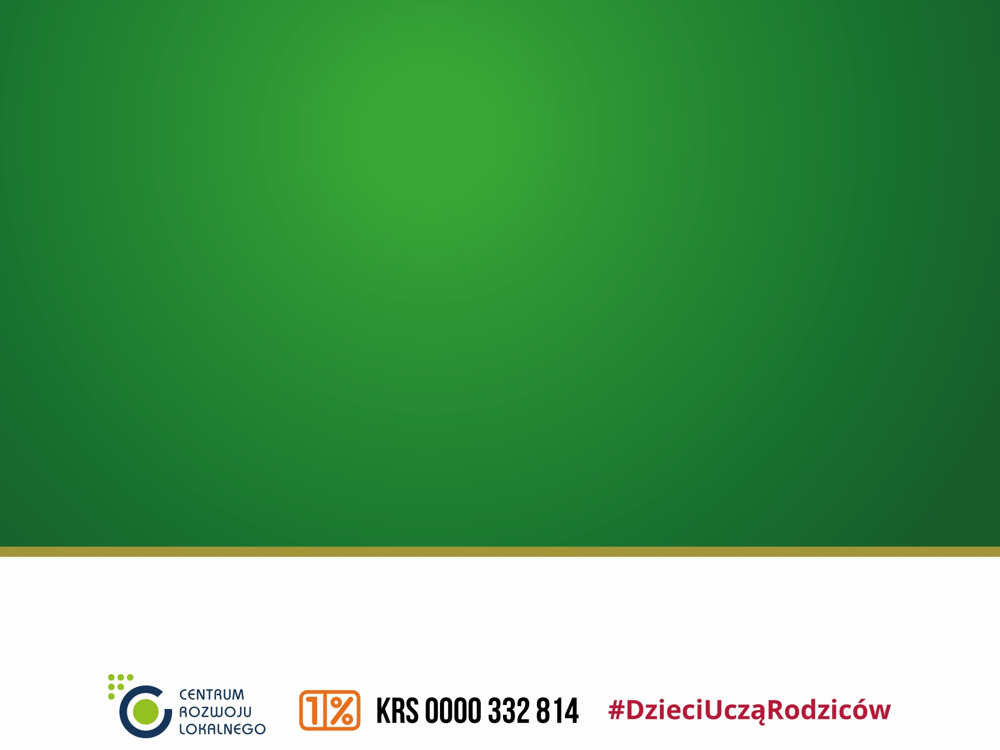 CENTRUM
ROZWOJU
LOKALNEGO
1%
KRS 0000 332 814
#DzieciUcząRodziców